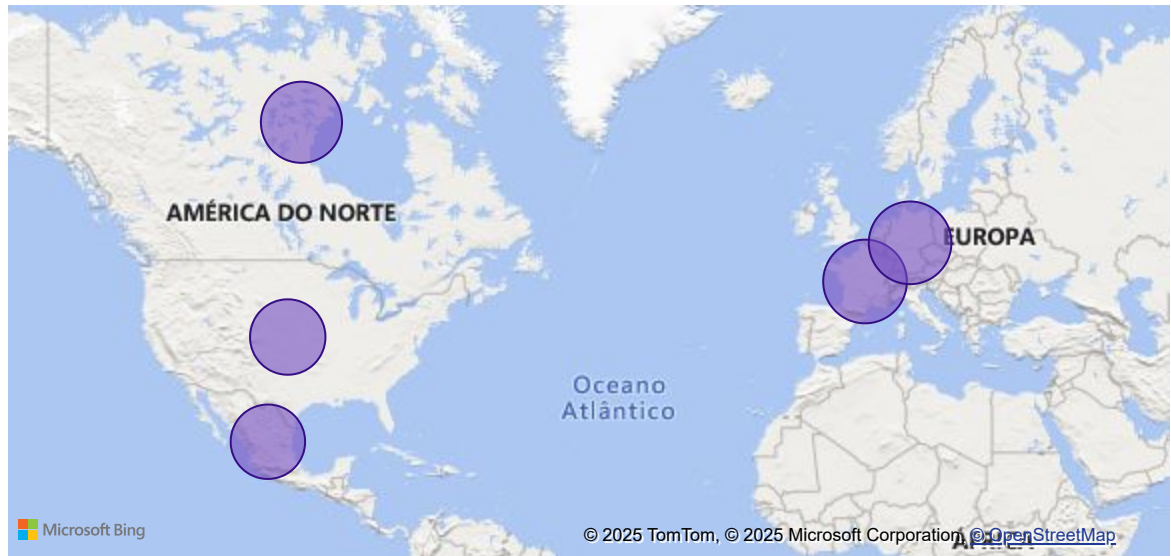 AMÉRICA DO NORTE
EUROPA
Oceano
Atlântico
Microsoft Bing
© 2025 TomTom, © 2025 Microsoft Corporation, © OpenStreetMap